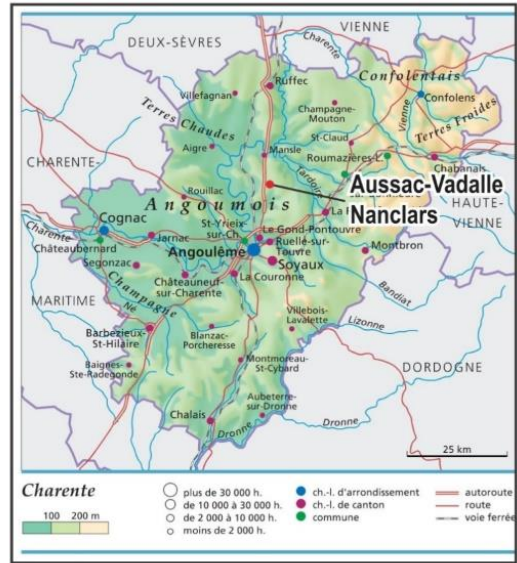 DEUX-SÈVRES
VIENNE
Charente
Ruffec
Confolentais
Villefagnan
Champagne-
Mouton
Vienne
Confolens
Terres Chaudes
Terres Froides
St-Claud
Aigre
Mansle
Roumazières-L.
CHARENTE-
Chabanais
Tardoire
Aussac-Vadalle
Nanclars
Rouillac
Angoumois
HAUTE-
VIENNE
Cognac
St-Yrieix-
sur-Ch.
Le Gond-Pontouvre
Charente
Jarnac
Ruelle-sur-
Touvre
Montbron
Châteaubernard
Angoulême
Soyaux
Segonzac
Châteauneuf-
sur-Charente
La Couronne
Champagne
Bandiat
MARITIME
Né
Villebois-
Lavalette
Lizonne
Barbezieux-
St-Hilaire
Blanzac-
Porcheresse
DORDOGNE
Baignes-
Ste-Radegonde
Montmoreau-
St-Cybard
Aubeterre-
sur-Dronne
Chalais
Dronne
Dronne
25 km
Charente
100 200 m
plus de 30 000 h.
de 10 000 à 30 000 h.
de 2 000 à 10 000 h.
moins de 2 000 h.
ch.-l. d'arrondissement
ch.-l. de canton
commune
autoroute
route
voie ferrée